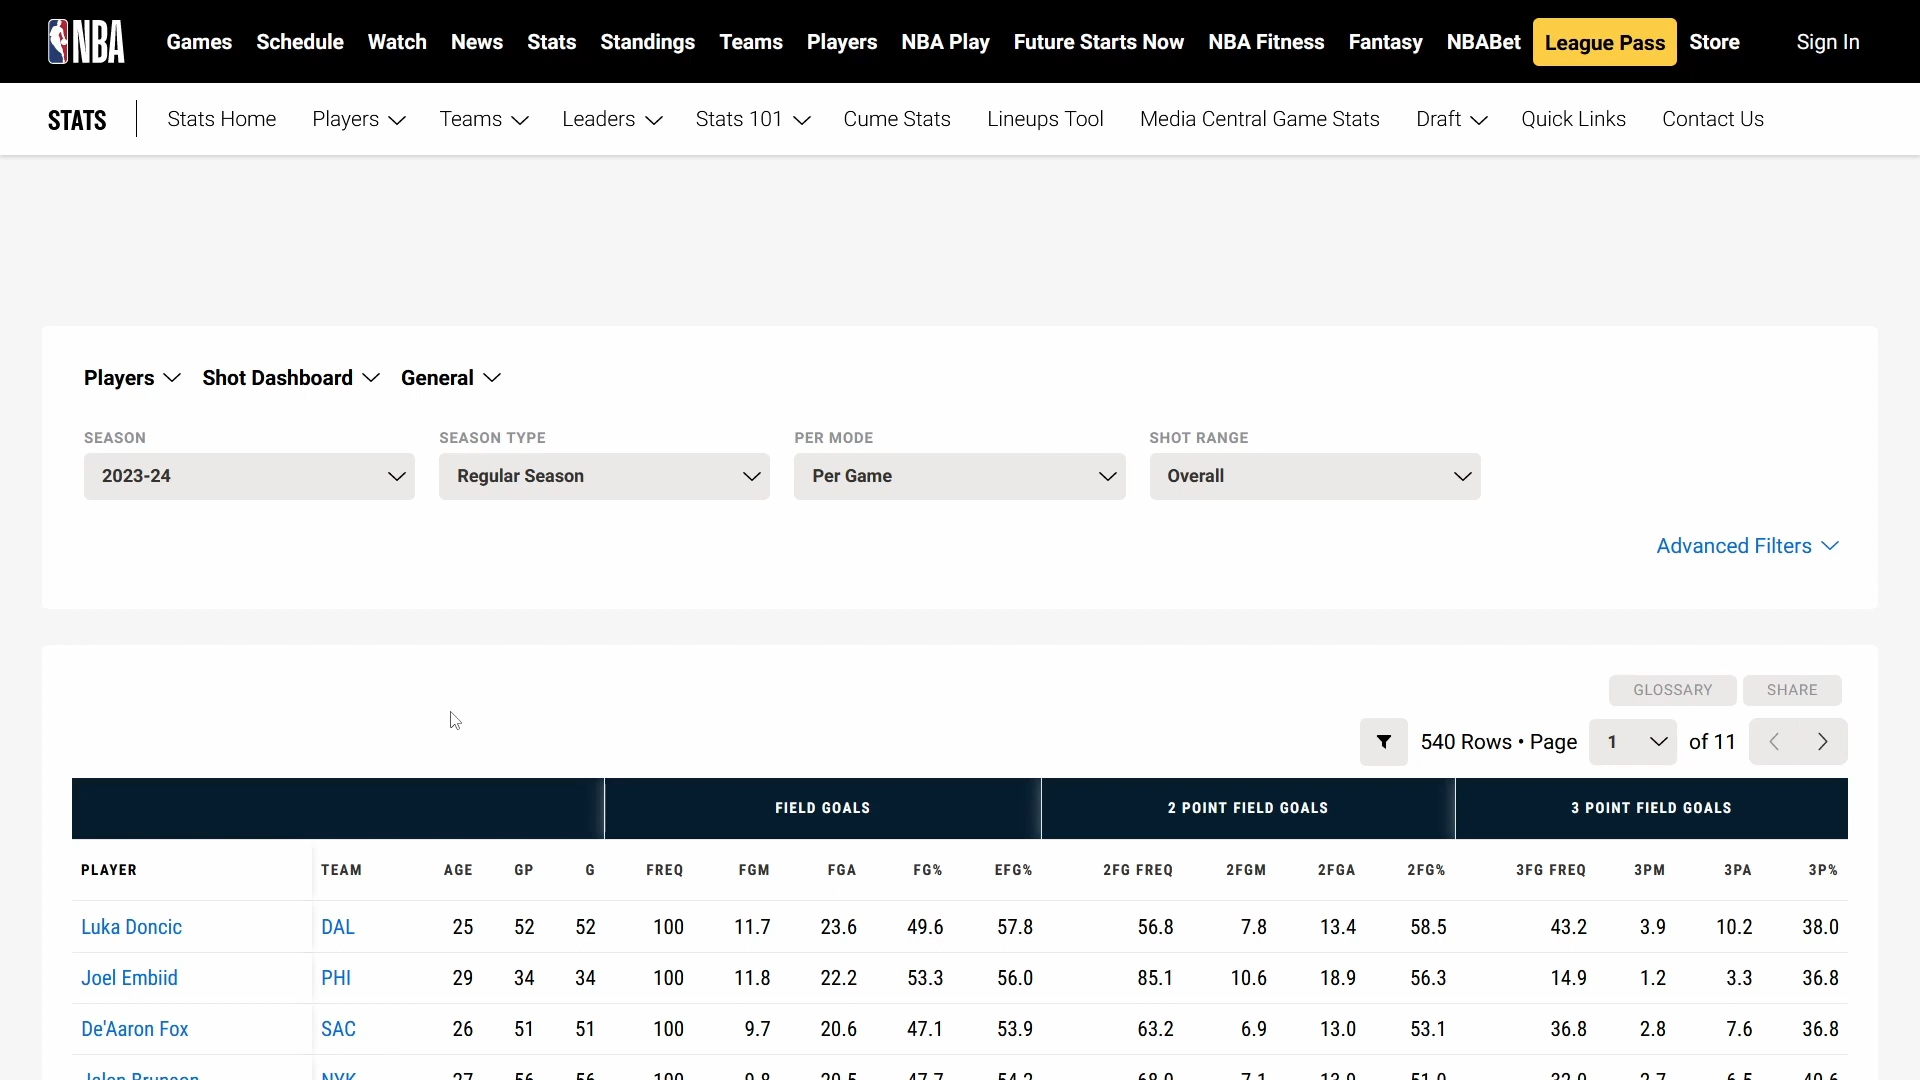 NBA Games Schedule Watch News Stats Standings Teams Players NBA Play Future Starts Now NBA Fitness Fantasy NBABet League Pass Store Sign In
STATS Stats Home Players Teams Leaders Stats 101 Cume Stats Lineups Tool Media Central Game Stats Draft Quick Links Contact Us
Players Shot Dashboard General
SEASON SEASON TYPE PER MODE SHOT RANGE
2023-24 Regular Season Per Game Overall
Advanced Filters
GLOSSARY SHARE
540 Rows • Page 1 of 11
FIELD GOALS 2 POINT FIELD GOALS 3 POINT FIELD GOALS
PLAYER TEAM AGE GP G FREQ FGM FGA FG% EFG% 2FG FREQ 2FGM 2FGA 2FG% 3FG FREQ 3PM 3PA 3P%
Luka Doncic DAL 25 52 52 100 11.7 23.6 49.6 57.8 56.8 7.8 13.4 58.5 43.2 3.9 10.2 38.0
Joel Embiid PHI 29 34 34 100 11.8 22.2 53.3 56.0 85.1 10.6 18.9 56.3 14.9 1.2 3.3 36.8
De'Aaron Fox SAC 26 51 51 100 9.7 20.6 47.1 53.9 63.2 6.9 13.0 53.1 36.8 2.8 7.6 36.8
Jalen Brunson NYK 27 56 56 100